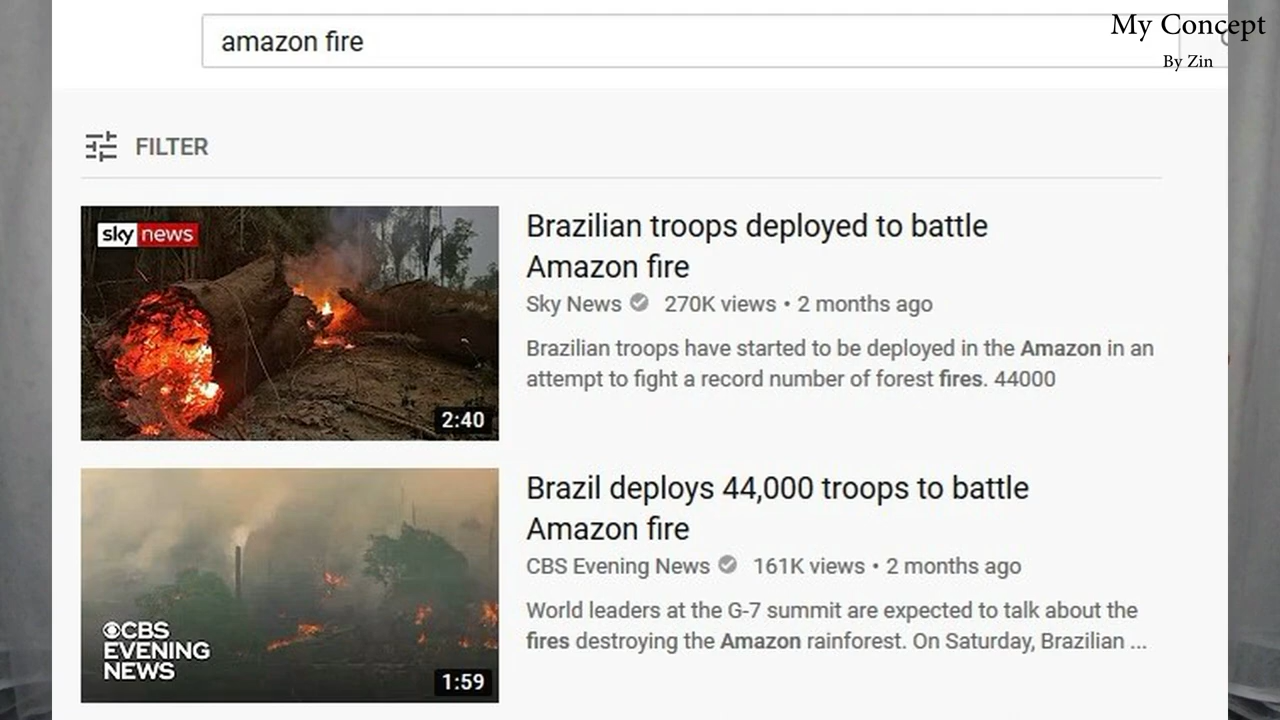 amazon fire
My Concept
By Zin
FILTER
sky news
2:40
Brazilian troops deployed to battle
Amazon fire
Sky News 270K views • 2 months ago
Brazilian troops have started to be deployed in the Amazon in an
attempt to fight a record number of forest fires. 44000
CBS
EVENING
NEWS
1:59
Brazil deploys 44,000 troops to battle
Amazon fire
CBS Evening News 161K views • 2 months ago
World leaders at the G-7 summit are expected to talk about the
fires destroying the Amazon rainforest. On Saturday, Brazilian ...